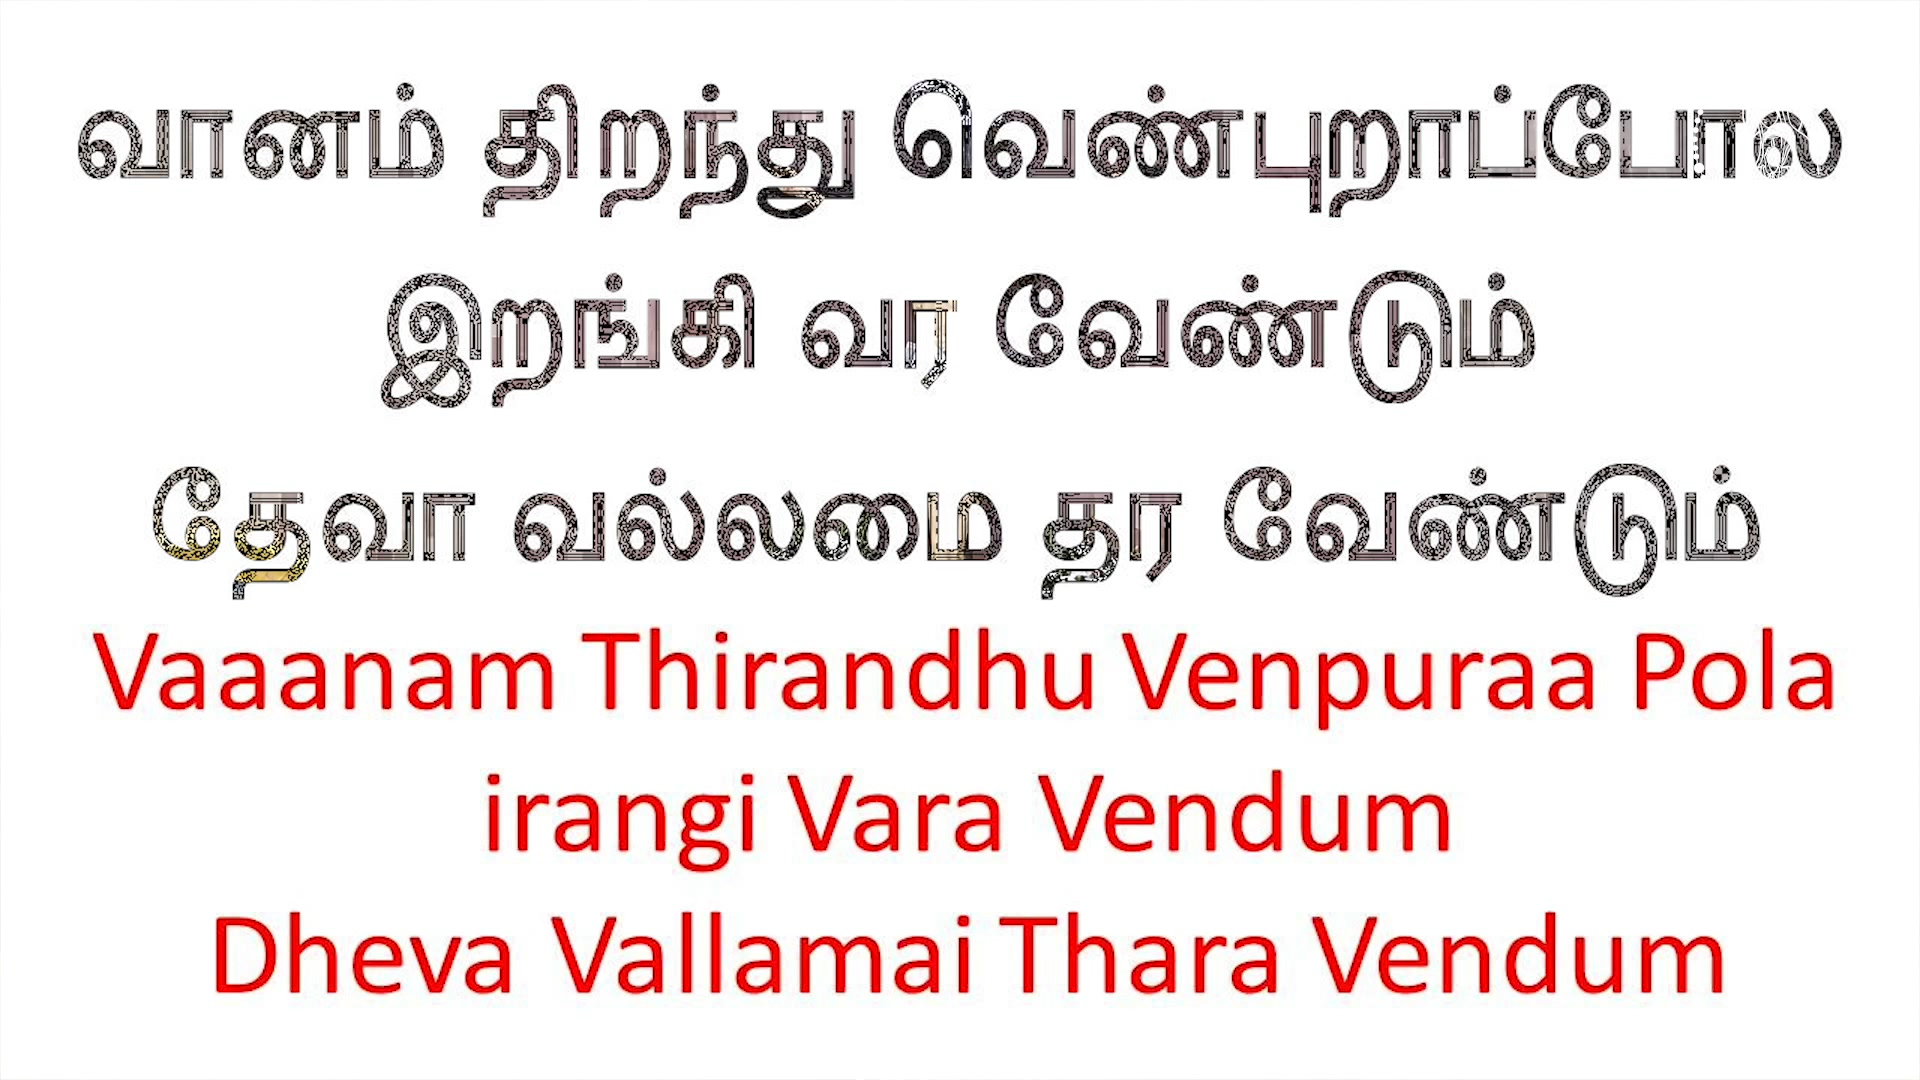 வானம் திறந்து வெண்புறாப்போல
இறங்கி வர வேண்டும்
தேவா வல்லமை தர வேண்டும்
Vaaanam Thirandhu Venpuraa Pola
irangi Vara Vendum
Dheva Vallamai Thara Vendum